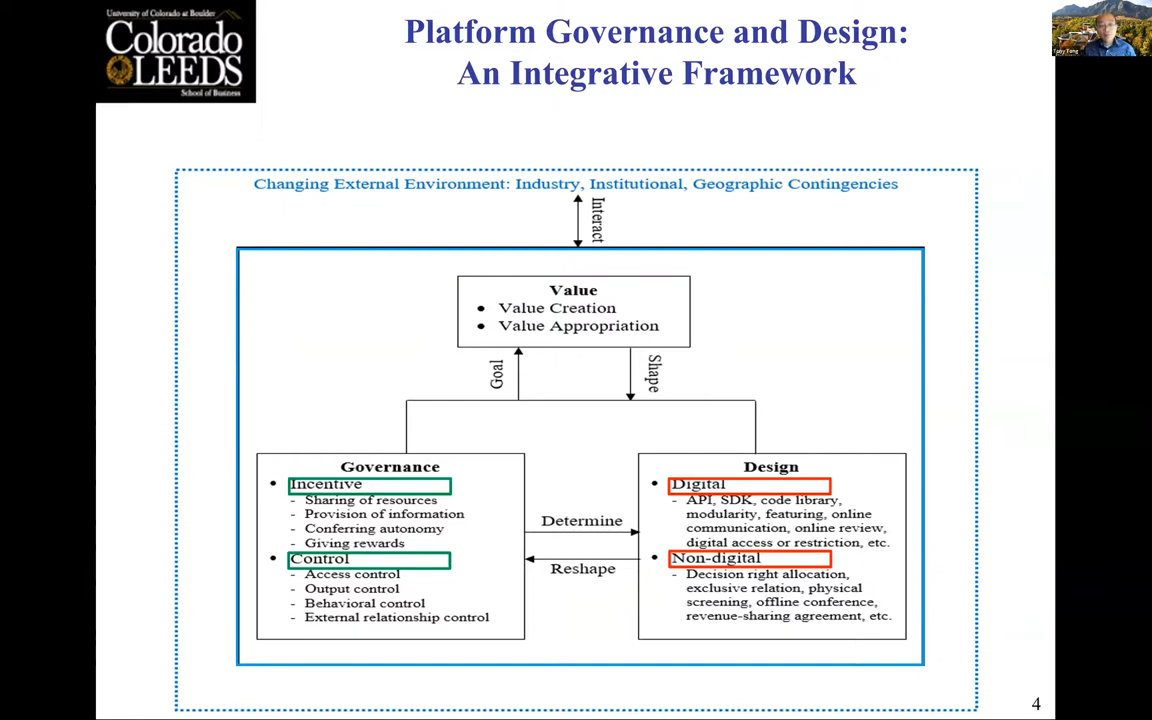 University of Colorado at Boulder
Colorado
LEEDS
School of Business
Platform Governance and Design:
An Integrative Framework
Tony Tong
Changing External Environment: Industry, Institutional, Geographic Contingencies
Interact
Value
• Value Creation
• Value Appropriation
Goal
Shape
Governance
• Incentive
- Sharing of resources
- Provision of information
- Conferring autonomy
- Giving rewards
• Control
- Access control
- Output control
- Behavioral control
- External relationship control
Determine
Reshape
Design
• Digital
- API, SDK, code library,
modularity, featuring, online
communication, online review,
digital access or restriction, etc.
• Non-digital
- Decision right allocation,
exclusive relation, physical
screening, offline conference,
revenue-sharing agreement, etc.
4